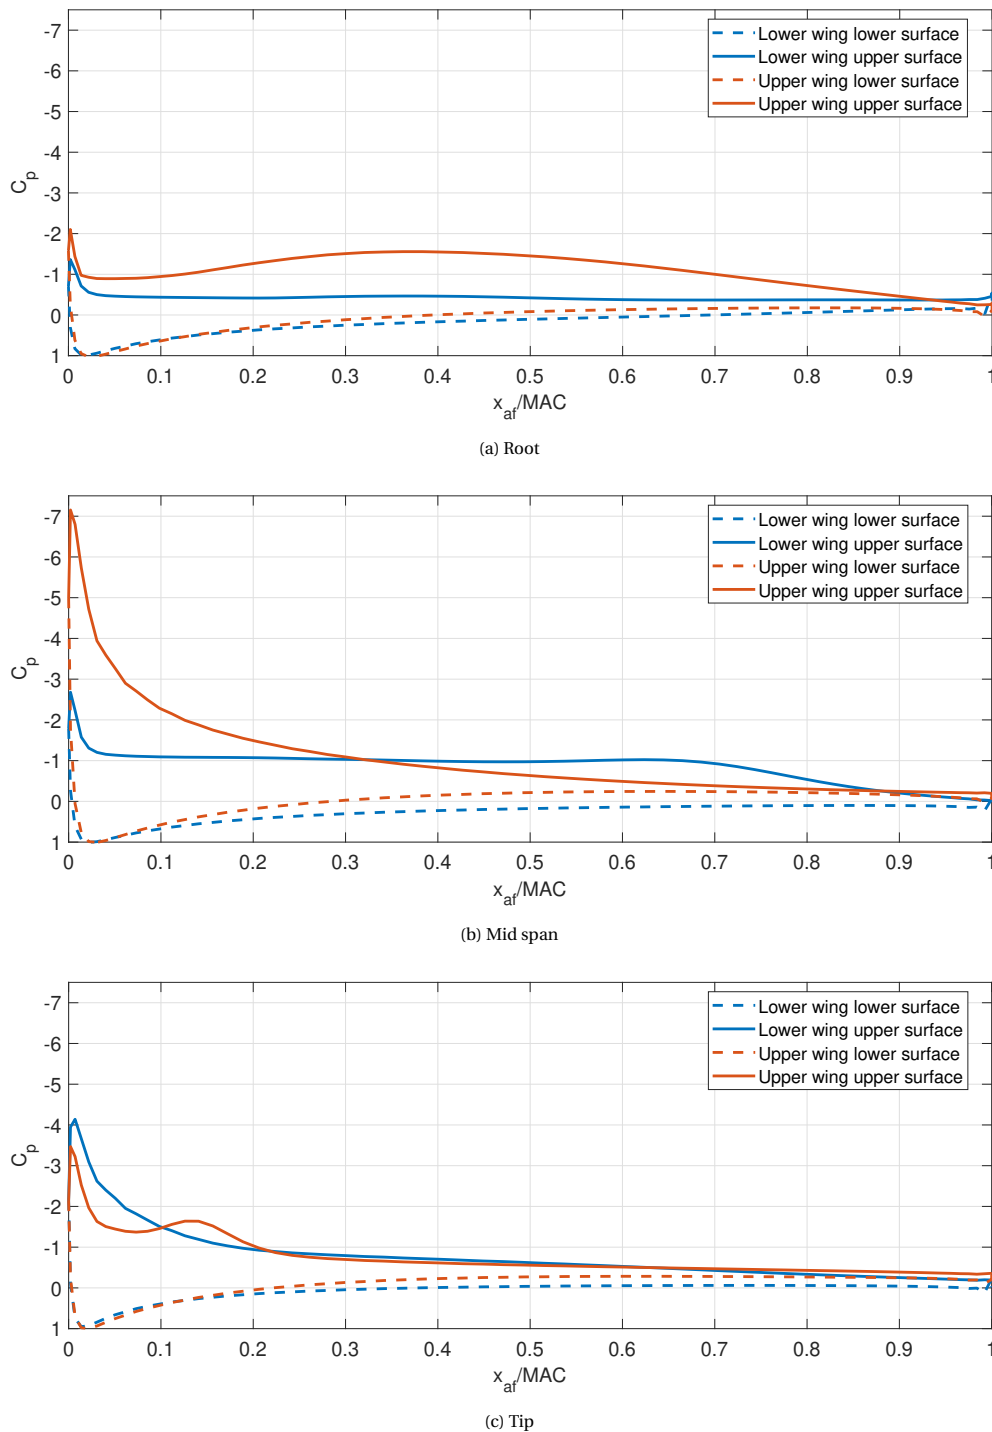 -7
-6
-5
-4
-3
-2
-1
0
1
C_p
Lower wing lower surface
Lower wing upper surface
Upper wing lower surface
Upper wing upper surface
0 0.1 0.2 0.3 0.4 0.5 0.6 0.7 0.8 0.9 1
x_af/MAC
(a) Root
-7
-6
-5
-4
-3
-2
-1
0
1
C_p
Lower wing lower surface
Lower wing upper surface
Upper wing lower surface
Upper wing upper surface
0 0.1 0.2 0.3 0.4 0.5 0.6 0.7 0.8 0.9 1
x_af/MAC
(b) Mid span
-7
-6
-5
-4
-3
-2
-1
0
1
C_p
Lower wing lower surface
Lower wing upper surface
Upper wing lower surface
Upper wing upper surface
0 0.1 0.2 0.3 0.4 0.5 0.6 0.7 0.8 0.9 1
x_af/MAC
(c) Tip